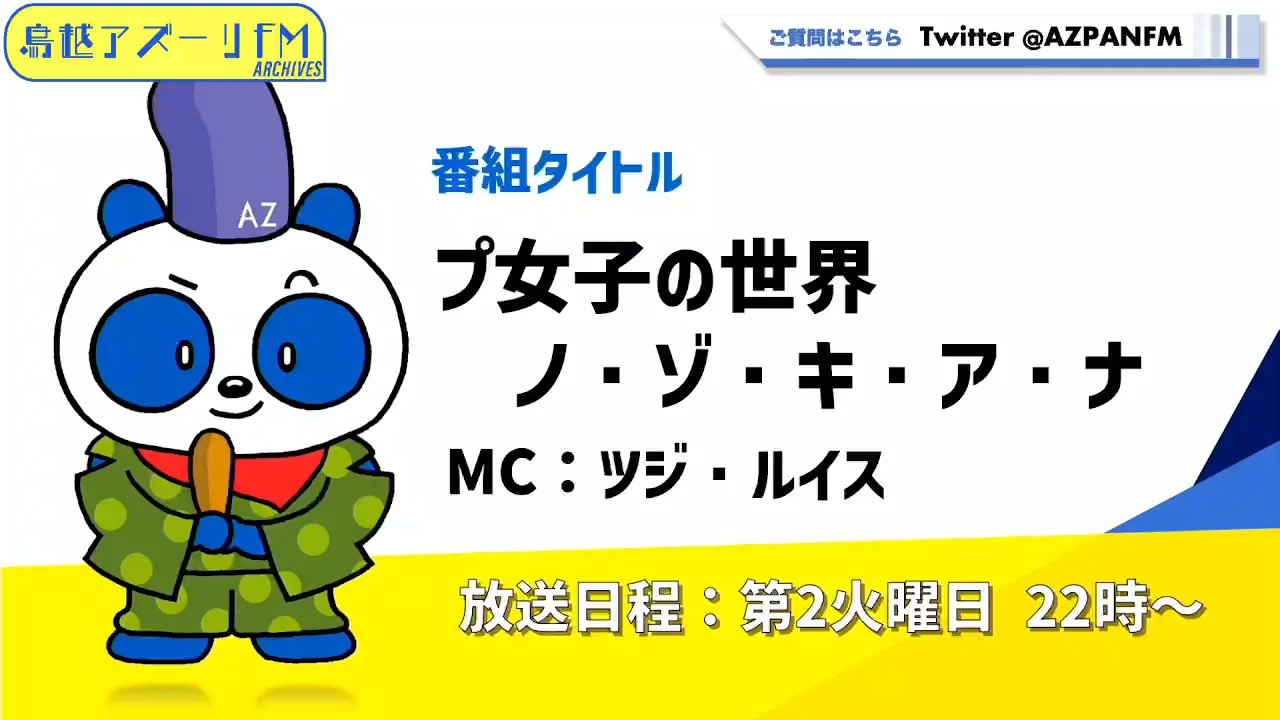 鳥越アズーリFM
ARCHIVES
ご質問はこちら Twitter @AZPANFM
AZ
番組タイトル
プ女子の世界
ノ・ゾ・キ・ア・ナ
MC：ツジ・ルイス
放送日程：第2火曜日 22時～